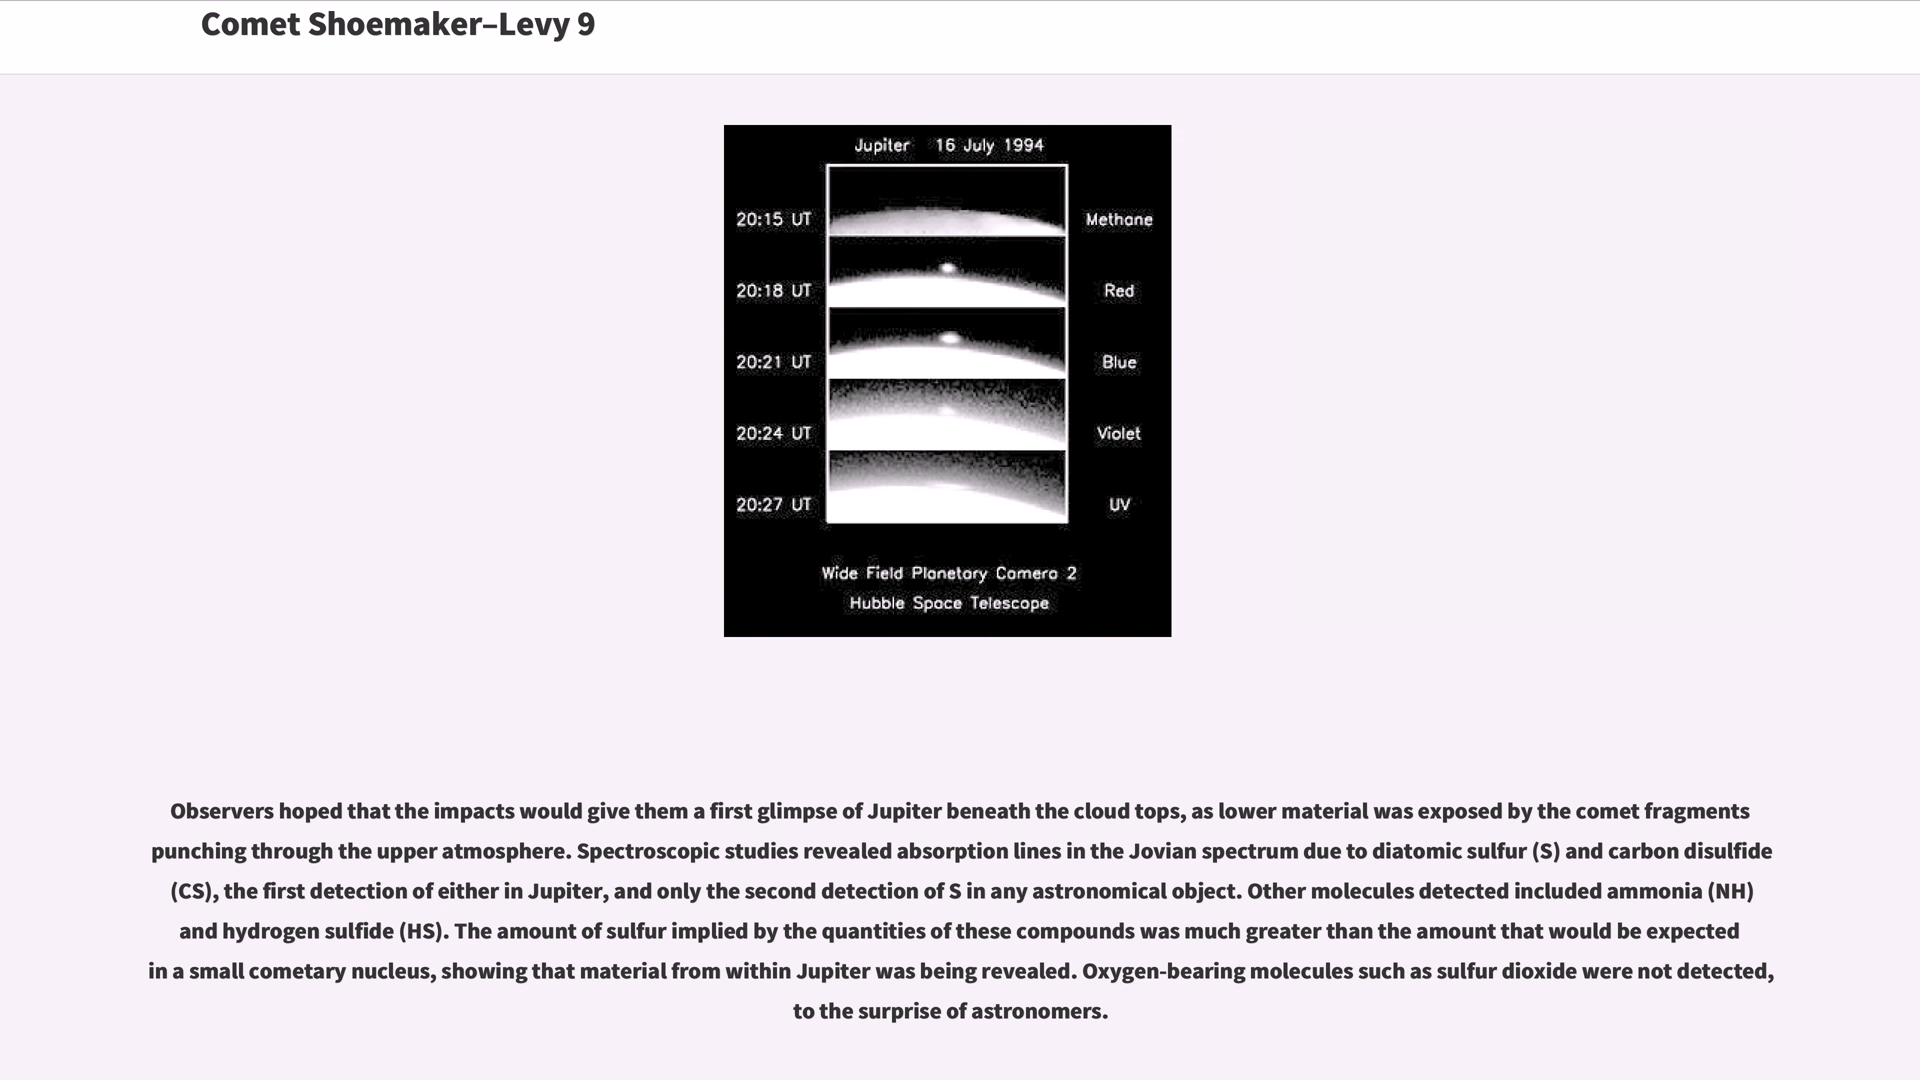 Comet Shoemaker–Levy 9
Jupiter 16 July 1994
20:15 UT Methane
20:18 UT Red
20:21 UT Blue
20:24 UT Violet
20:27 UT UV
Wide Field Planetary Camera 2
Hubble Space Telescope
Observers hoped that the impacts would give them a first glimpse of Jupiter beneath the cloud tops, as lower material was exposed by the comet fragments
punching through the upper atmosphere. Spectroscopic studies revealed absorption lines in the Jovian spectrum due to diatomic sulfur (S) and carbon disulfide
(CS), the first detection of either in Jupiter, and only the second detection of S in any astronomical object. Other molecules detected included ammonia (NH)
and hydrogen sulfide (HS). The amount of sulfur implied by the quantities of these compounds was much greater than the amount that would be expected
in a small cometary nucleus, showing that material from within Jupiter was being revealed. Oxygen-bearing molecules such as sulfur dioxide were not detected,
to the surprise of astronomers.